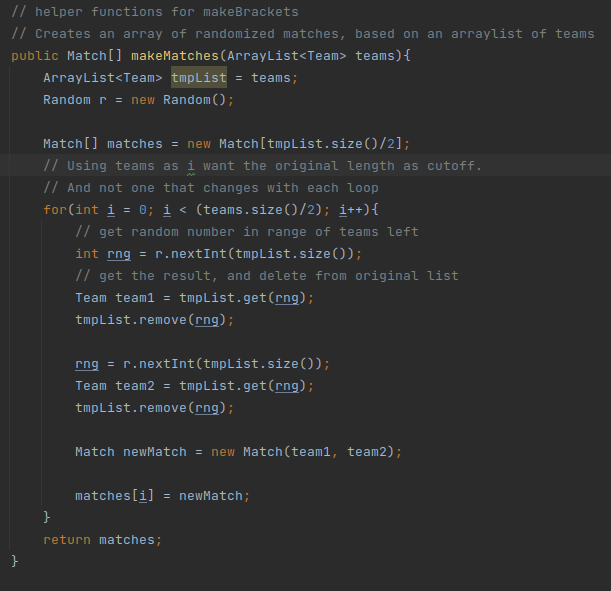 // helper functions for makeBrackets
// Creates an array of randomized matches, based on an arraylist of teams
public Match[] makeMatches(ArrayList<Team> teams){
    ArrayList<Team> tmpList = teams;
    Random r = new Random();

    Match[] matches = new Match[tmpList.size()/2];
    // Using teams as i want the original length as cutoff.
    // And not one that changes with each loop
    for(int i = 0; i < (teams.size()/2); i++){
        // get random number in range of teams left
        int rng = r.nextInt(tmpList.size());
        // get the result, and delete from original list
        Team team1 = tmpList.get(rng);
        tmpList.remove(rng);

        rng = r.nextInt(tmpList.size());
        Team team2 = tmpList.get(rng);
        tmpList.remove(rng);

        Match newMatch = new Match(team1, team2);

        matches[i] = newMatch;
    }
    return matches;
}